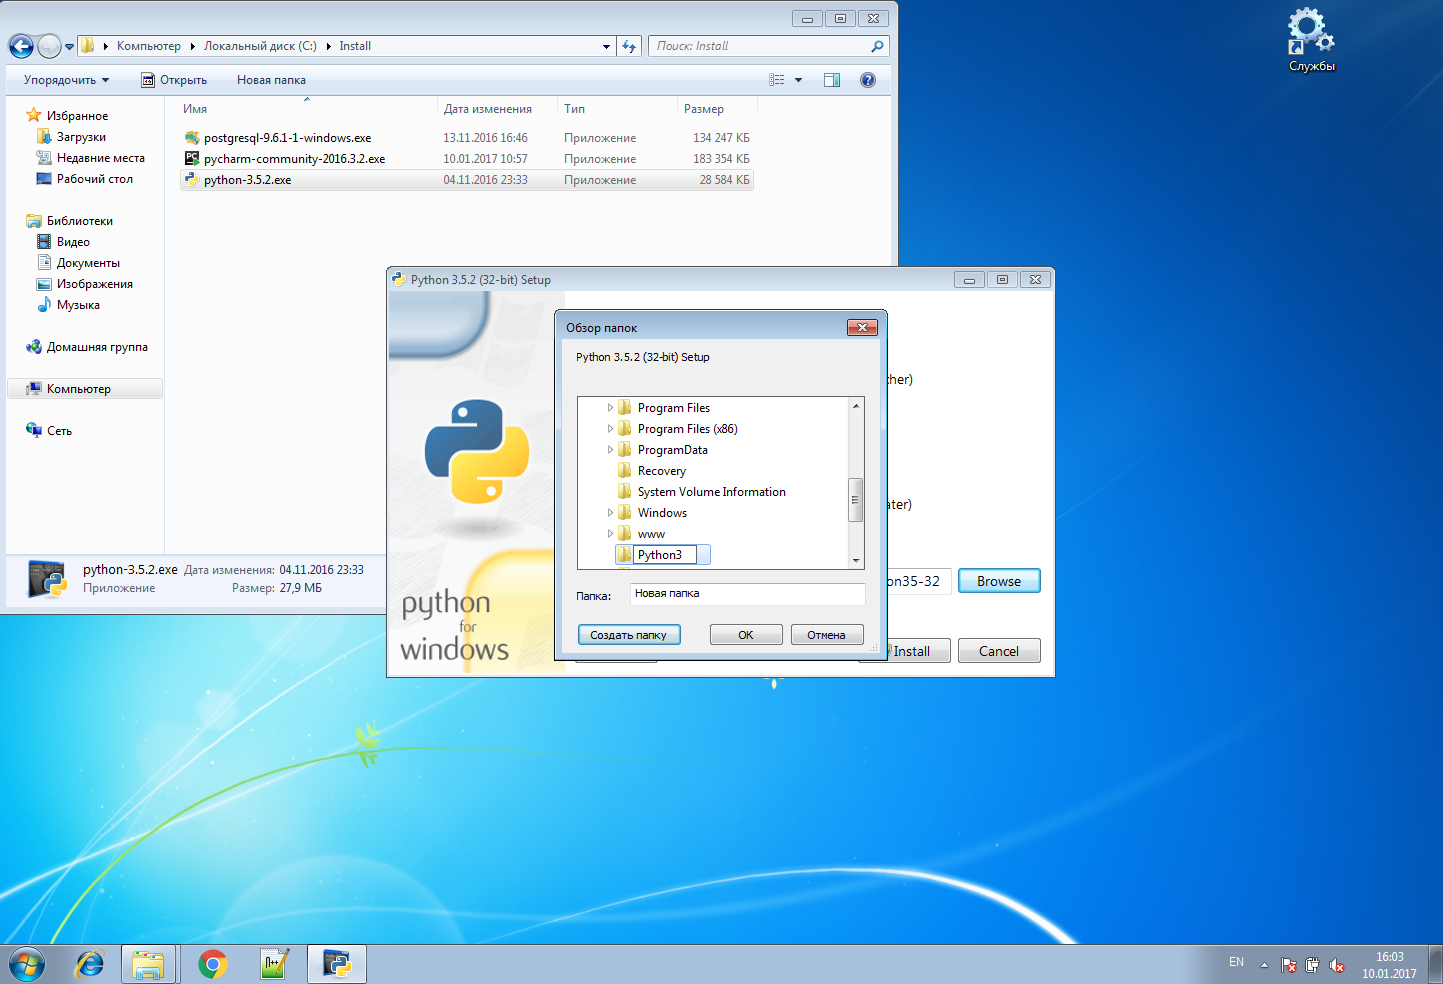 Компьютер
Локальный диск (C:)
Install
Поиск: Install
Упорядочить
Открыть
Новая папка
Имя
Дата изменения
Тип
Размер
Избранное
Загрузки
Недавние места
Рабочий стол
Библиотеки
Видео
Документы
Изображения
Музыка
Домашняя группа
Компьютер
Сеть
postgresql-9.6.1-1-windows.exe 13.11.2016 16:46 Приложение 134 247 КБ
pycharm-community-2016.3.2.exe 10.01.2017 10:57 Приложение 183 354 КБ
python-3.5.2.exe 04.11.2016 23:33 Приложение 28 584 КБ
python-3.5.2.exe Дата изменения: 04.11.2016 23:33
Приложение Размер: 27,9 МБ
Службы
Python 3.5.2 (32-bit) Setup
python
for
windows
on35-32
Browse
Install
Cancel
Обзор папок
Python 3.5.2 (32-bit) Setup
Program Files
Program Files (x86)
ProgramData
Recovery
System Volume Information
Windows
www
Python3
Папка: Новая папка
Создать папку
ОК
Отмена
EN
16:03
10.01.2017